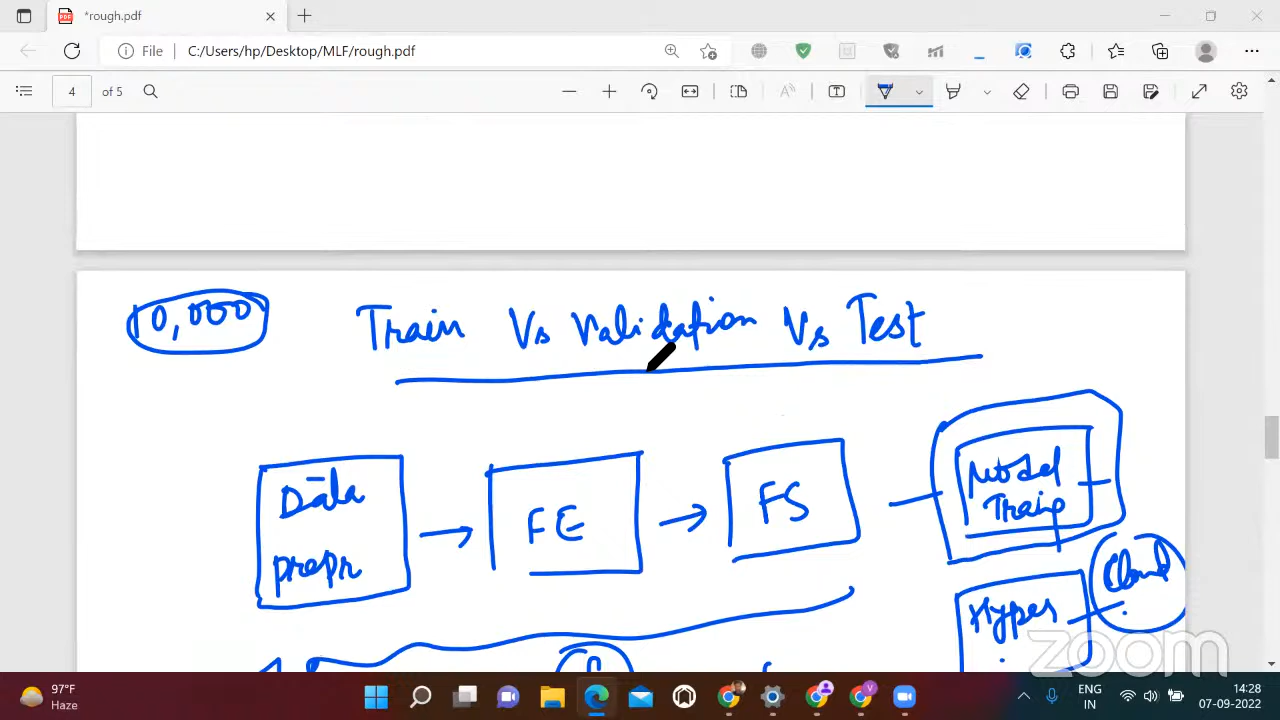 *rough.pdf
File C:/Users/hp/Desktop/MLF/rough.pdf
4 of 5
10,000 Train Vs Validation Vs Test
Data prepr
FE
FS
Model Train
Cloud
Hyper
zoom
97°F
Haze
ENG
IN
14:28
07-09-2022